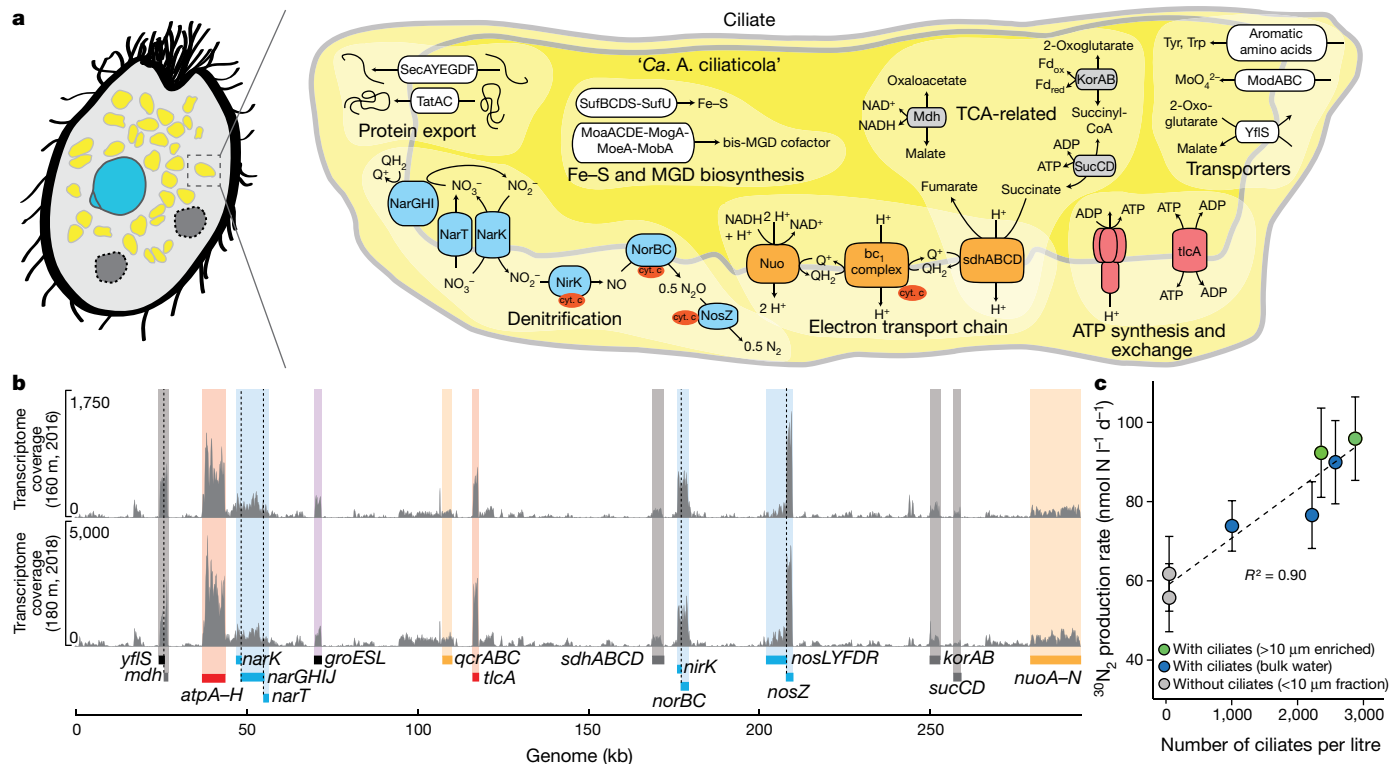 a
Ciliate
'Ca. A. ciliaticola'
SecAYEGDF
TatAC
Protein export
SufBCDS-SufU
Fe–S
MoaACDE-MogA-
MoeA-MobA
bis-MGD cofactor
Fe–S and MGD biosynthesis
Oxaloacetate
NAD⁺
NADH
Mdh
Malate
TCA-related
2-Oxoglutarate
Fd_ox
Fd_red
KorAB
Succinyl-
CoA
ADP
ATP
SucCD
Succinate
Fumarate
Tyr, Trp
Aromatic
amino acids
MoO₄²⁻
ModABC
2-Oxo-
glutarate
Malate
YflS
Transporters
QH₂
Q⁺
NarGHI
NO₃⁻
NO₂⁻
NarT
NarK
NO₃⁻
NO₂⁻
NirK
cyt. c
NO
NorBC
cyt. c
0.5 N₂O
cyt. c
NosZ
0.5 N₂
Denitrification
NADH
+ H⁺
2 H⁺
NAD⁺
Nuo
2 H⁺
Q⁺
QH₂
H⁺
bc₁
complex
cyt. c
H⁺
Q⁺
QH₂
H⁺
sdhABCD
H⁺
Electron transport chain
ADP
ATP
H⁺
ATP
ADP
tlcA
ATP
ADP
ATP synthesis and
exchange
b
Transcriptome
coverage
(160 m, 2016)
1,750
0
Transcriptome
coverage
(180 m, 2018)
5,000
0
yflS
mdh
atpA–H
narK
narGHIJ
narT
groESL
qcrABC
tlcA
sdhABCD
nirK
norBC
nosLYFDR
nosZ
korAB
sucCD
nuoA–N
0
50
100
150
200
250
Genome (kb)
c
³⁰N₂ production rate (nmol N l⁻¹ d⁻¹)
100
80
60
40
R² = 0.90
With ciliates (>10 μm enriched)
With ciliates (bulk water)
Without ciliates (<10 μm fraction)
0
1,000
2,000
3,000
Number of ciliates per litre